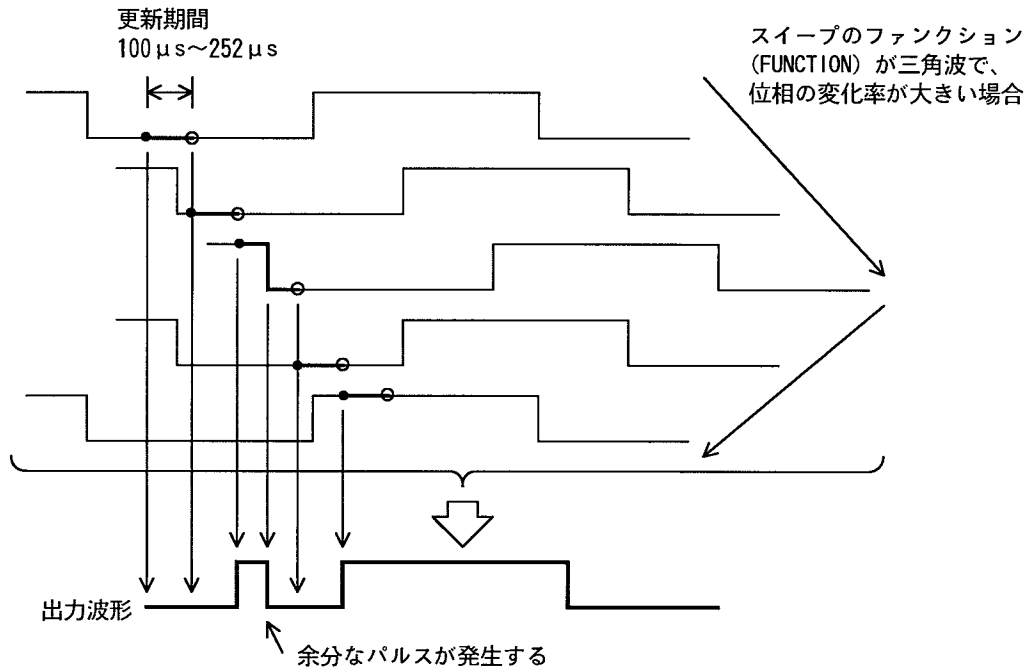 更新期間
100μs～252μs
スイープのファンクション
(FUNCTION) が三角波で、
位相の変化率が大きい場合
出力波形
余分なパルスが発生する